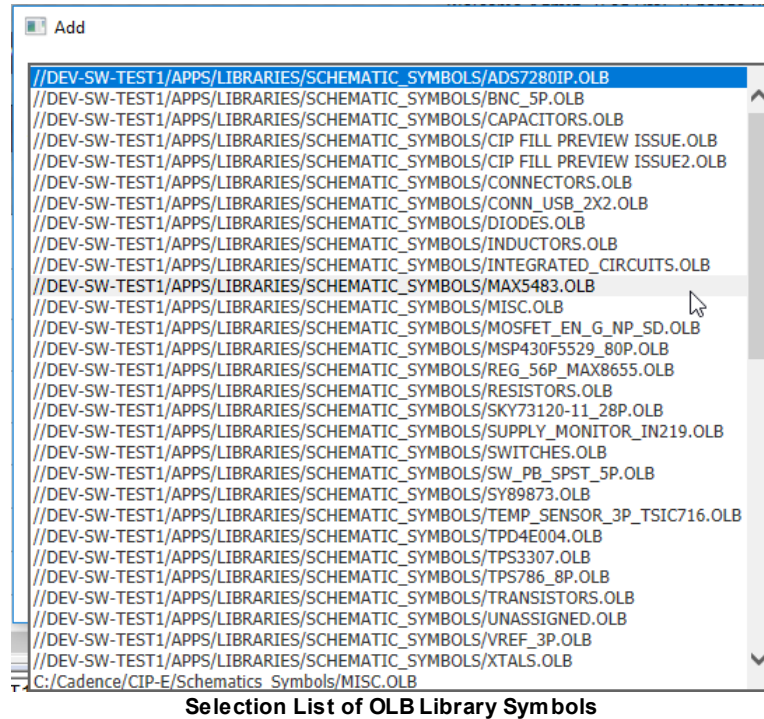 Add
//DEV-SW-TEST1/APPS/LIBRARIES/SCHEMATIC_SYMBOLS/ADS7280IP.OLB
//DEV-SW-TEST1/APPS/LIBRARIES/SCHEMATIC_SYMBOLS/BNC_5P.OLB
//DEV-SW-TEST1/APPS/LIBRARIES/SCHEMATIC_SYMBOLS/CAPACITORS.OLB
//DEV-SW-TEST1/APPS/LIBRARIES/SCHEMATIC_SYMBOLS/CIP FILL PREVIEW ISSUE.OLB
//DEV-SW-TEST1/APPS/LIBRARIES/SCHEMATIC_SYMBOLS/CIP FILL PREVIEW ISSUE2.OLB
//DEV-SW-TEST1/APPS/LIBRARIES/SCHEMATIC_SYMBOLS/CONNECTORS.OLB
//DEV-SW-TEST1/APPS/LIBRARIES/SCHEMATIC_SYMBOLS/CONN_USB_2X2.OLB
//DEV-SW-TEST1/APPS/LIBRARIES/SCHEMATIC_SYMBOLS/DIODES.OLB
//DEV-SW-TEST1/APPS/LIBRARIES/SCHEMATIC_SYMBOLS/INDUCTORS.OLB
//DEV-SW-TEST1/APPS/LIBRARIES/SCHEMATIC_SYMBOLS/INTEGRATED_CIRCUITS.OLB
//DEV-SW-TEST1/APPS/LIBRARIES/SCHEMATIC_SYMBOLS/MAX5483.OLB
//DEV-SW-TEST1/APPS/LIBRARIES/SCHEMATIC_SYMBOLS/MISC.OLB
//DEV-SW-TEST1/APPS/LIBRARIES/SCHEMATIC_SYMBOLS/MOSFET_EN_G_NP_SD.OLB
//DEV-SW-TEST1/APPS/LIBRARIES/SCHEMATIC_SYMBOLS/MSP430F5529_80P.OLB
//DEV-SW-TEST1/APPS/LIBRARIES/SCHEMATIC_SYMBOLS/REG_56P_MAX8655.OLB
//DEV-SW-TEST1/APPS/LIBRARIES/SCHEMATIC_SYMBOLS/RESISTORS.OLB
//DEV-SW-TEST1/APPS/LIBRARIES/SCHEMATIC_SYMBOLS/SKY73120-11_28P.OLB
//DEV-SW-TEST1/APPS/LIBRARIES/SCHEMATIC_SYMBOLS/SUPPLY_MONITOR_IN219.OLB
//DEV-SW-TEST1/APPS/LIBRARIES/SCHEMATIC_SYMBOLS/SWITCHES.OLB
//DEV-SW-TEST1/APPS/LIBRARIES/SCHEMATIC_SYMBOLS/SW_PB_SPST_5P.OLB
//DEV-SW-TEST1/APPS/LIBRARIES/SCHEMATIC_SYMBOLS/SY89873.OLB
//DEV-SW-TEST1/APPS/LIBRARIES/SCHEMATIC_SYMBOLS/TEMP_SENSOR_3P_TSIC716.OLB
//DEV-SW-TEST1/APPS/LIBRARIES/SCHEMATIC_SYMBOLS/TPD4E004.OLB
//DEV-SW-TEST1/APPS/LIBRARIES/SCHEMATIC_SYMBOLS/TPS3307.OLB
//DEV-SW-TEST1/APPS/LIBRARIES/SCHEMATIC_SYMBOLS/TPS786_8P.OLB
//DEV-SW-TEST1/APPS/LIBRARIES/SCHEMATIC_SYMBOLS/TRANSISTORS.OLB
//DEV-SW-TEST1/APPS/LIBRARIES/SCHEMATIC_SYMBOLS/UNASSIGNED.OLB
//DEV-SW-TEST1/APPS/LIBRARIES/SCHEMATIC_SYMBOLS/VREF_3P.OLB
//DEV-SW-TEST1/APPS/LIBRARIES/SCHEMATIC_SYMBOLS/XTALS.OLB
C:/Cadence/CIP-E/Schematics_Symbols/MISC.OLB
Selection List of OLB Library Symbols